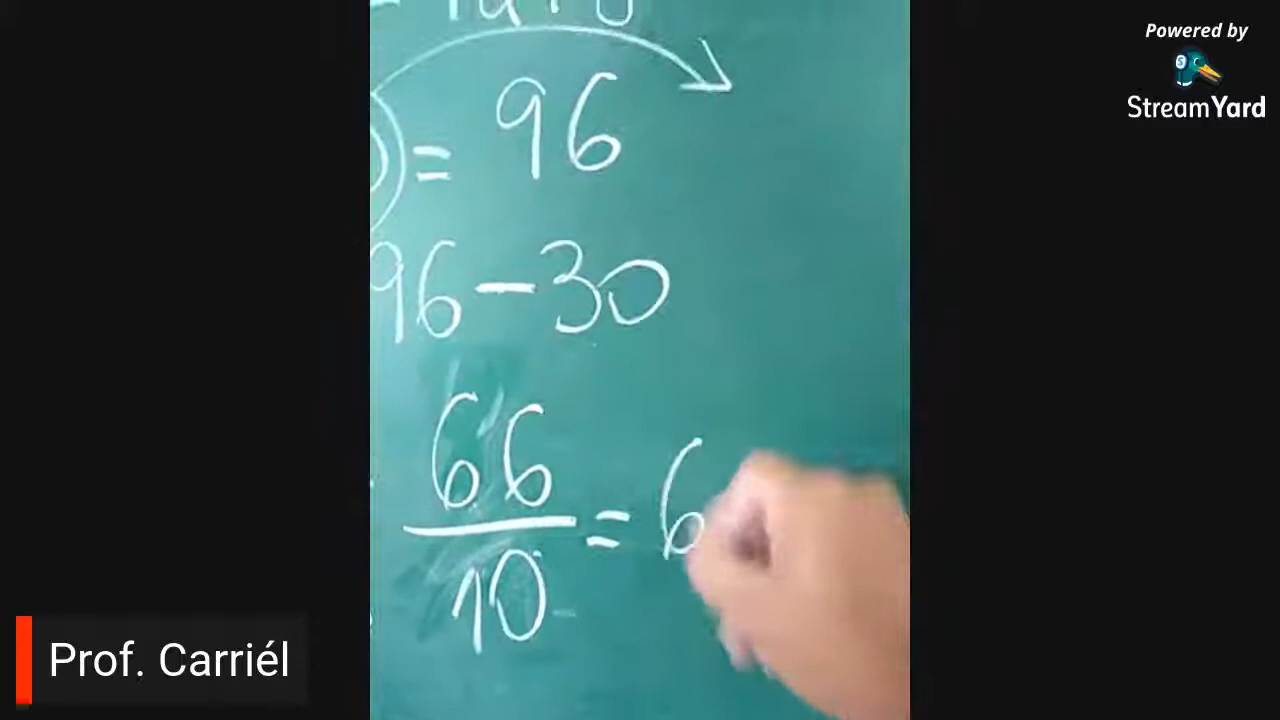 Powered by
StreamYard
= 96
96 - 30
66
10
= 6
Prof. Carriél